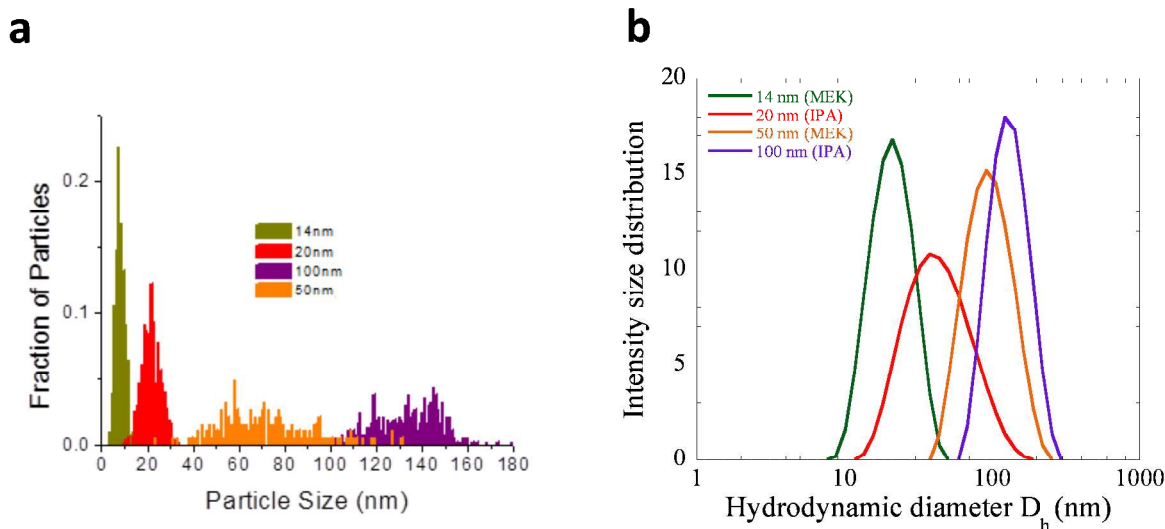 a
0.2
0.1
0.0
Fraction of Particles
14nm
20nm
100nm
50nm
0 20 40 60 80 100 120 140 160 180
Particle Size (nm)
b
20
15
10
5
0
Intensity size distribution
14 nm (MEK)
20 nm (IPA)
50 nm (MEK)
100 nm (IPA)
1 10 100 1000
Hydrodynamic diameter Dh (nm)